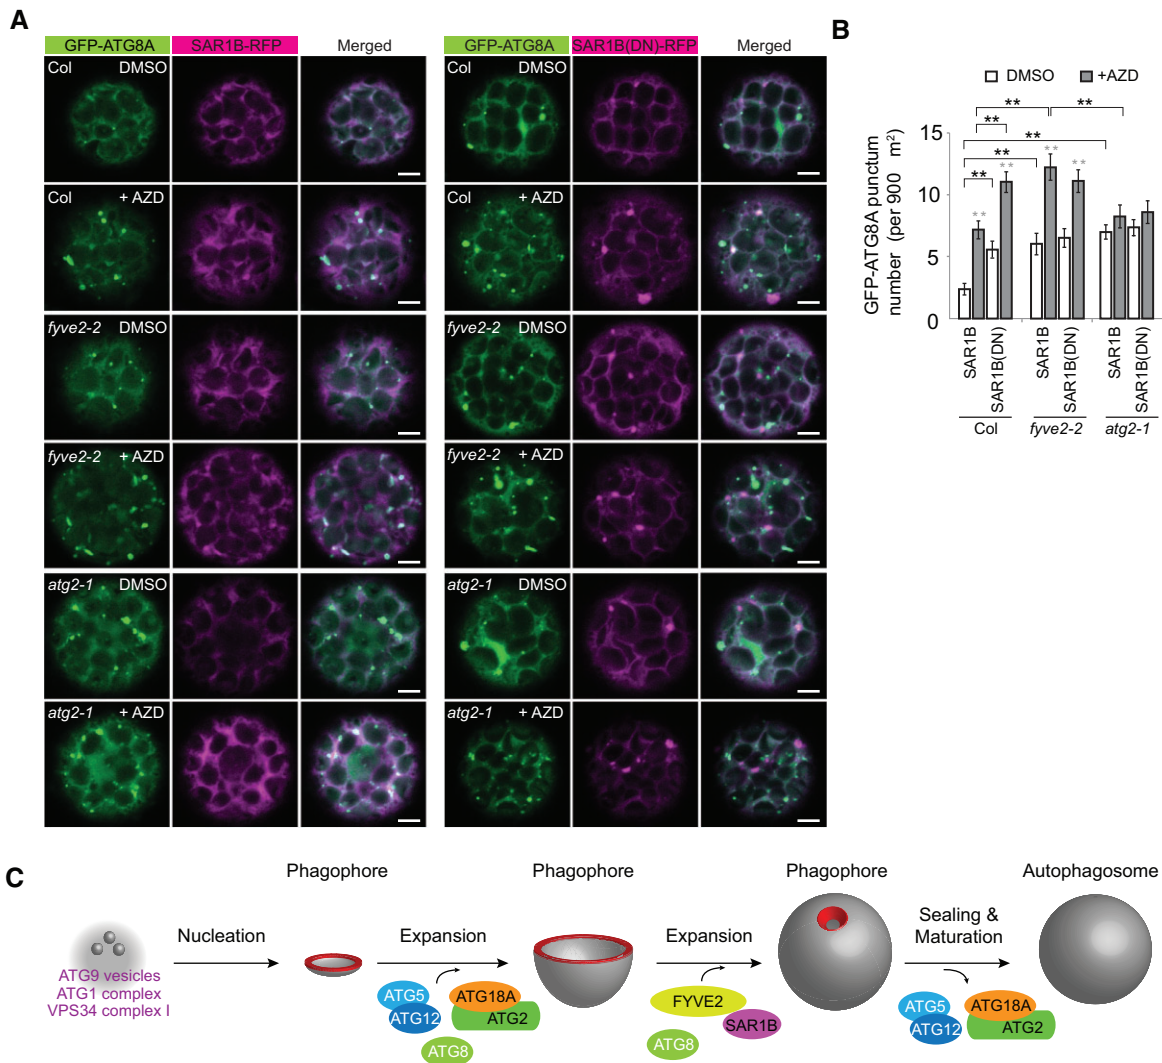 A
GFP-ATG8A SAR1B-RFP Merged
GFP-ATG8A SAR1B(DN)-RFP Merged
Col DMSO
Col DMSO
Col + AZD
Col + AZD
fyve2-2 DMSO
fyve2-2 DMSO
fyve2-2 + AZD
fyve2-2 + AZD
atg2-1 DMSO
atg2-1 DMSO
atg2-1 + AZD
atg2-1 + AZD
B
DMSO +AZD
GFP-ATG8A punctum
number (per 900 m²)
15
10
5
0
** **
**
**
**
**
** ** ** **
SAR1B
SAR1B(DN)
SAR1B
SAR1B(DN)
SAR1B
SAR1B(DN)
Col fyve2-2 atg2-1
C
Phagophore Phagophore Phagophore Autophagosome
Nucleation Expansion Expansion Sealing &
Maturation
ATG9 vesicles
ATG1 complex
VPS34 complex I
ATG5
ATG12
ATG18A
ATG2
ATG8
FYVE2
SAR1B
ATG8
ATG5
ATG12
ATG18A
ATG2